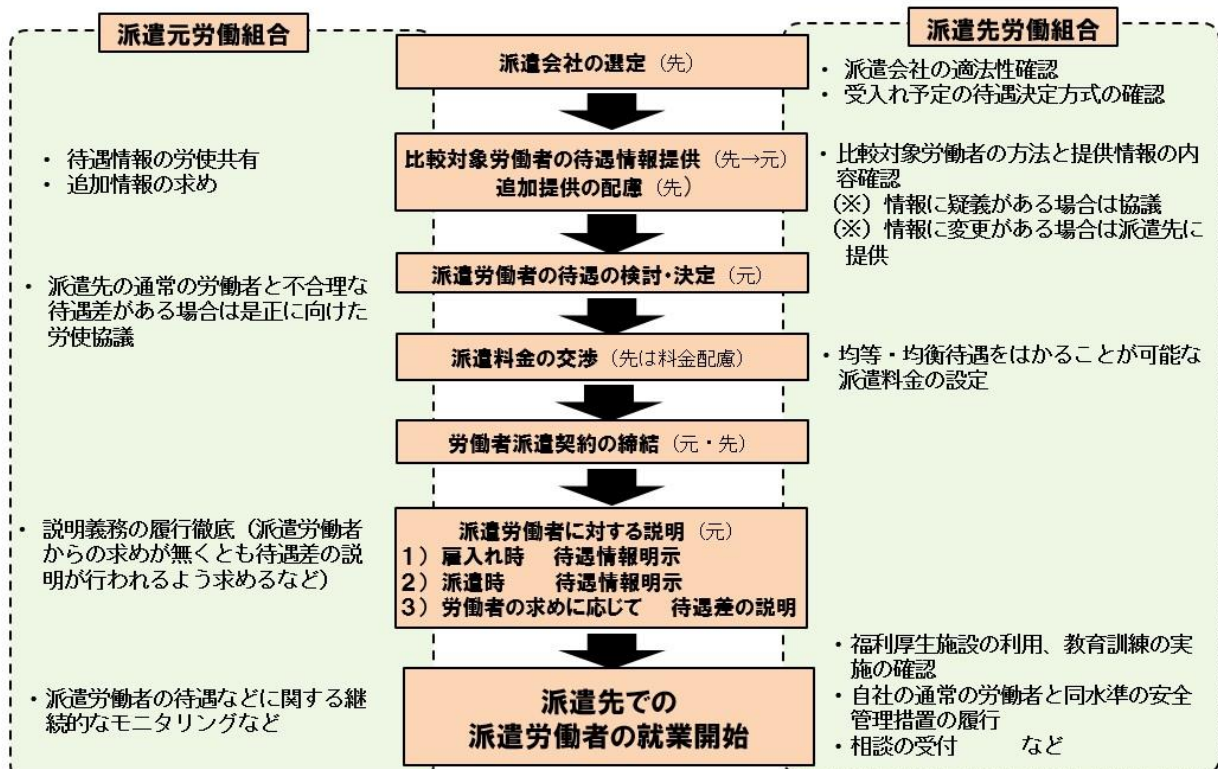 派遣元労働組合
派遣先労働組合
派遣会社の選定（先）
・ 派遣会社の適法性確認
・ 受入れ予定の待遇決定方式の確認
・ 待遇情報の労使共有
・ 追加情報の求め
比較対象労働者の待遇情報提供（先→元）
追加提供の配慮（先）
・比較対象労働者の方法と提供情報の内
容確認
（※）情報に疑義がある場合は協議
（※）情報に変更がある場合は派遣先に
提供
派遣労働者の待遇の検討・決定（元）
・ 派遣先の通常の労働者と不合理な
待遇差がある場合は是正に向けた
労使協議
派遣料金の交渉（先は料金配慮）
・均等・均衡待遇をはかることが可能な
派遣料金の設定
労働者派遣契約の締結（元・先）
・ 説明義務の履行徹底（派遣労働者
からの求めが無くとも待遇差の説
明が行われるよう求めるなど）
派遣労働者に対する説明（元）
１）雇入れ時　待遇情報明示
２）派遣時　待遇情報明示
３）労働者の求めに応じて　待遇差の説明
・派遣労働者の待遇などに関する継
続的なモニタリングなど
派遣先での
派遣労働者の就業開始
・福利厚生施設の利用、教育訓練の実
施の確認
・自社の通常の労働者と同水準の安全
管理措置の履行
・相談の受付　　など